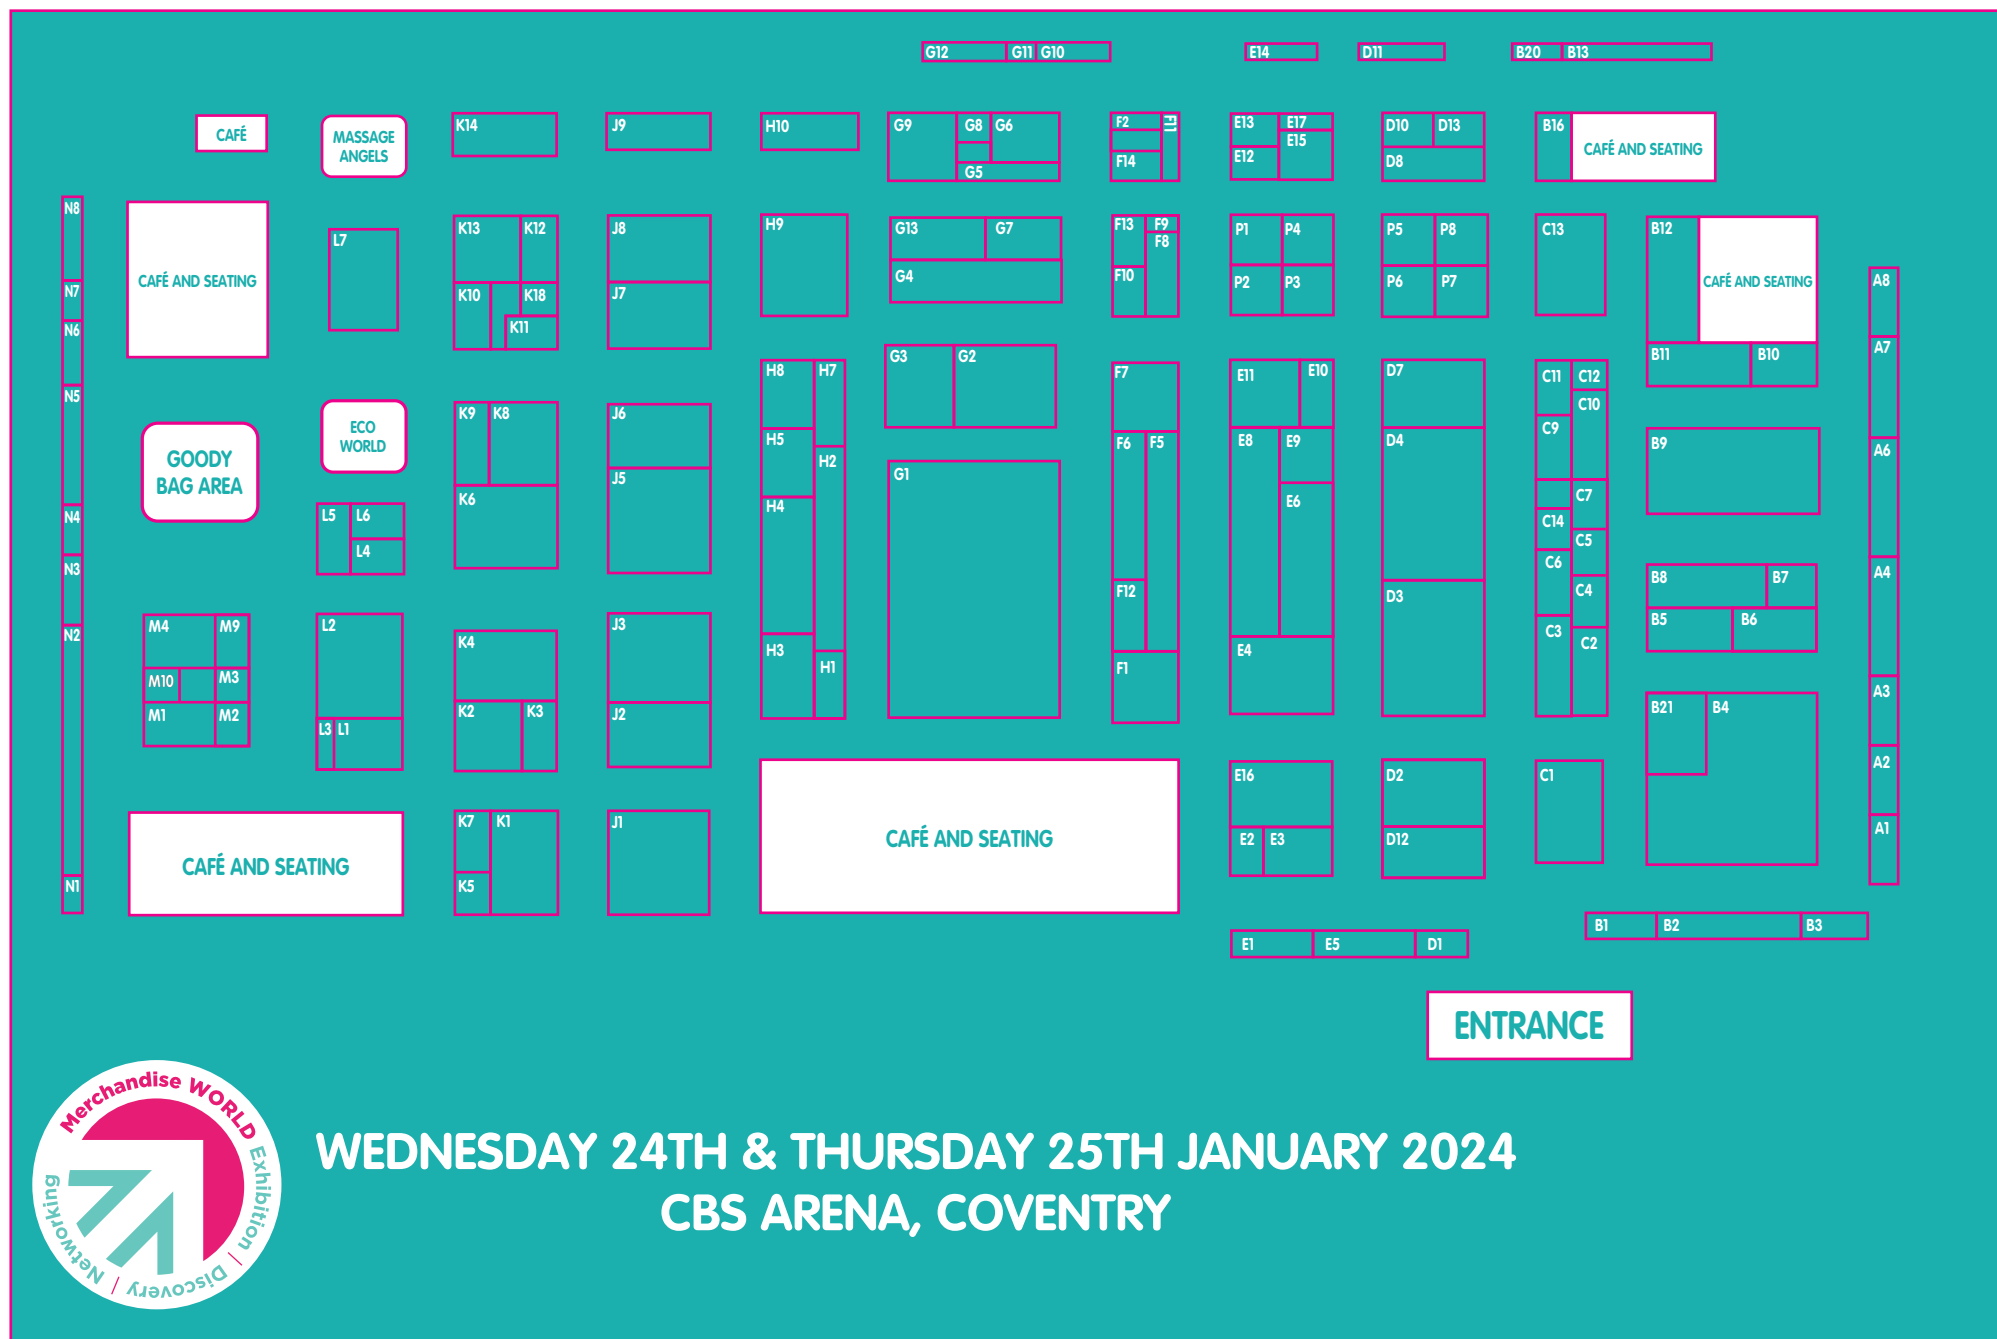 G12 G11 G10 E14 D11 B20 B13
CAFÉ
MASSAGE
ANGELS
K14 J9 H10 G9 G8 G6 F2 F11 E13 E17 D10 D13 B16
E15
CAFÉ AND SEATING
G5 F14 E12 D8
N8 K13 K12 J8 H9 G13 G7 F13 F9 P1 P4 P5 P8 C13 B12
L7 F8
CAFÉ AND SEATING
N7 K10 K18 J7 G4 F10 P2 P3 P6 P7
CAFÉ AND SEATING
A8
N6 K11
G3 G2 B11 B10 A7
H8 H7 F7 E11 E10 D7 C11 C12
N5 C10
K9 K8 J6
ECO
WORLD
H5 H2 F6 F5 E8 E9 D4 C9 B9 A6
GOODY
BAG AREA
K6 J5 G1 E6 C7
N4 L5 L6 H4 C14
L4 C5
N3 C6 B8 B7 A4
F12 D3 C4
M4 M9 L2 J3 B5 B6
N2 K4 H3 H1 F1 E4 C3 C2
M10 M3 A3
M1 M2 K2 K3 J2 B21 B4
L3 L1
A2
E16 D2 C1
K7 K1 J1 A1
CAFÉ AND SEATING
E2 E3 D12
CAFÉ AND SEATING
N1 K5
B1 B2 B3
E1 E5 D1
ENTRANCE
Merchandise WORLD Exhibition | Discovery | Networking
WEDNESDAY 24TH & THURSDAY 25TH JANUARY 2024
CBS ARENA, COVENTRY